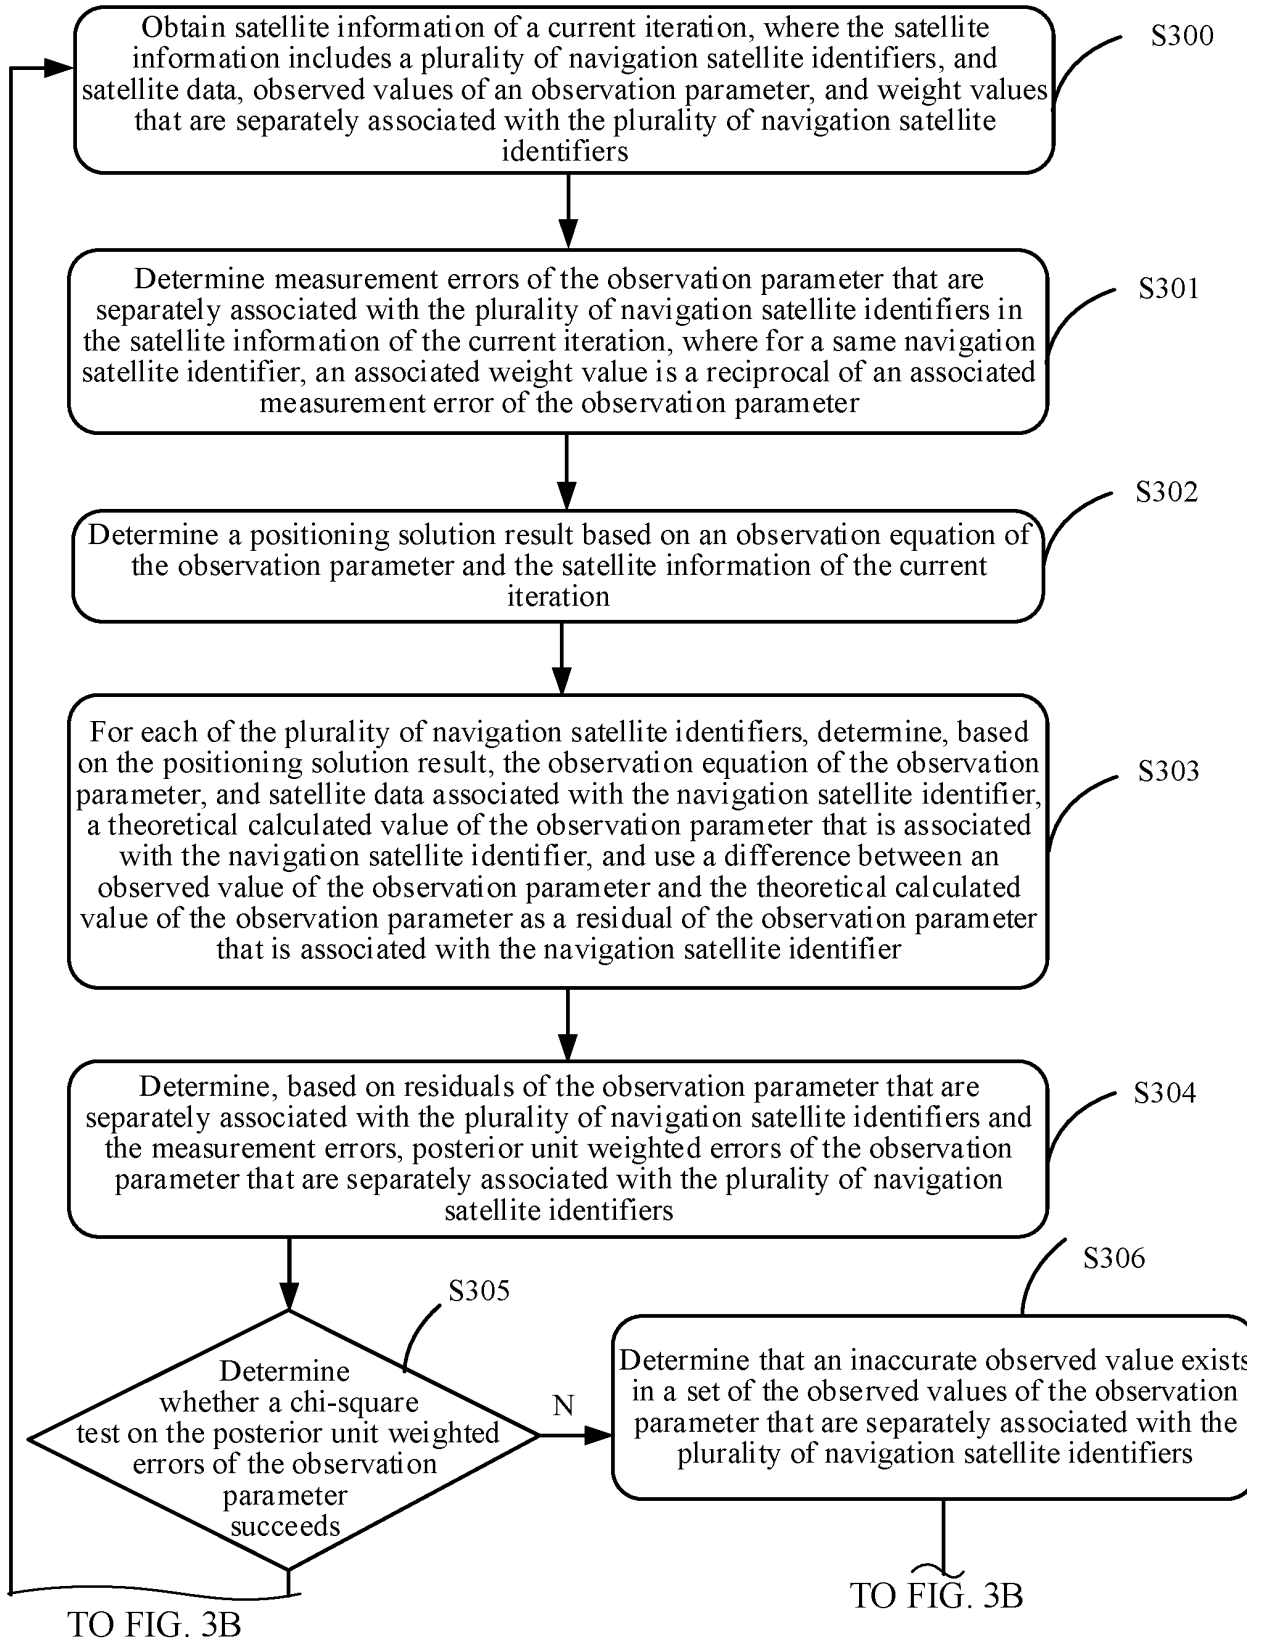 Obtain satellite information of a current iteration, where the satellite
information includes a plurality of navigation satellite identifiers, and
satellite data, observed values of an observation parameter, and weight values
that are separately associated with the plurality of navigation satellite
identifiers
S300
Determine measurement errors of the observation parameter that are
separately associated with the plurality of navigation satellite identifiers in
the satellite information of the current iteration, where for a same navigation
satellite identifier, an associated weight value is a reciprocal of an associated
measurement error of the observation parameter
S301
Determine a positioning solution result based on an observation equation of
the observation parameter and the satellite information of the current
iteration
S302
For each of the plurality of navigation satellite identifiers, determine, based
on the positioning solution result, the observation equation of the observation
parameter, and satellite data associated with the navigation satellite identifier,
a theoretical calculated value of the observation parameter that is associated
with the navigation satellite identifier, and use a difference between an
observed value of the observation parameter and the theoretical calculated
value of the observation parameter as a residual of the observation parameter
that is associated with the navigation satellite identifier
S303
Determine, based on residuals of the observation parameter that are
separately associated with the plurality of navigation satellite identifiers and
the measurement errors, posterior unit weighted errors of the observation
parameter that are separately associated with the plurality of navigation
satellite identifiers
S304
Determine
whether a chi-square
test on the posterior unit weighted
errors of the observation
parameter
succeeds
S305
N
Determine that an inaccurate observed value exists
in a set of the observed values of the observation
parameter that are separately associated with the
plurality of navigation satellite identifiers
S306
TO FIG. 3B
TO FIG. 3B